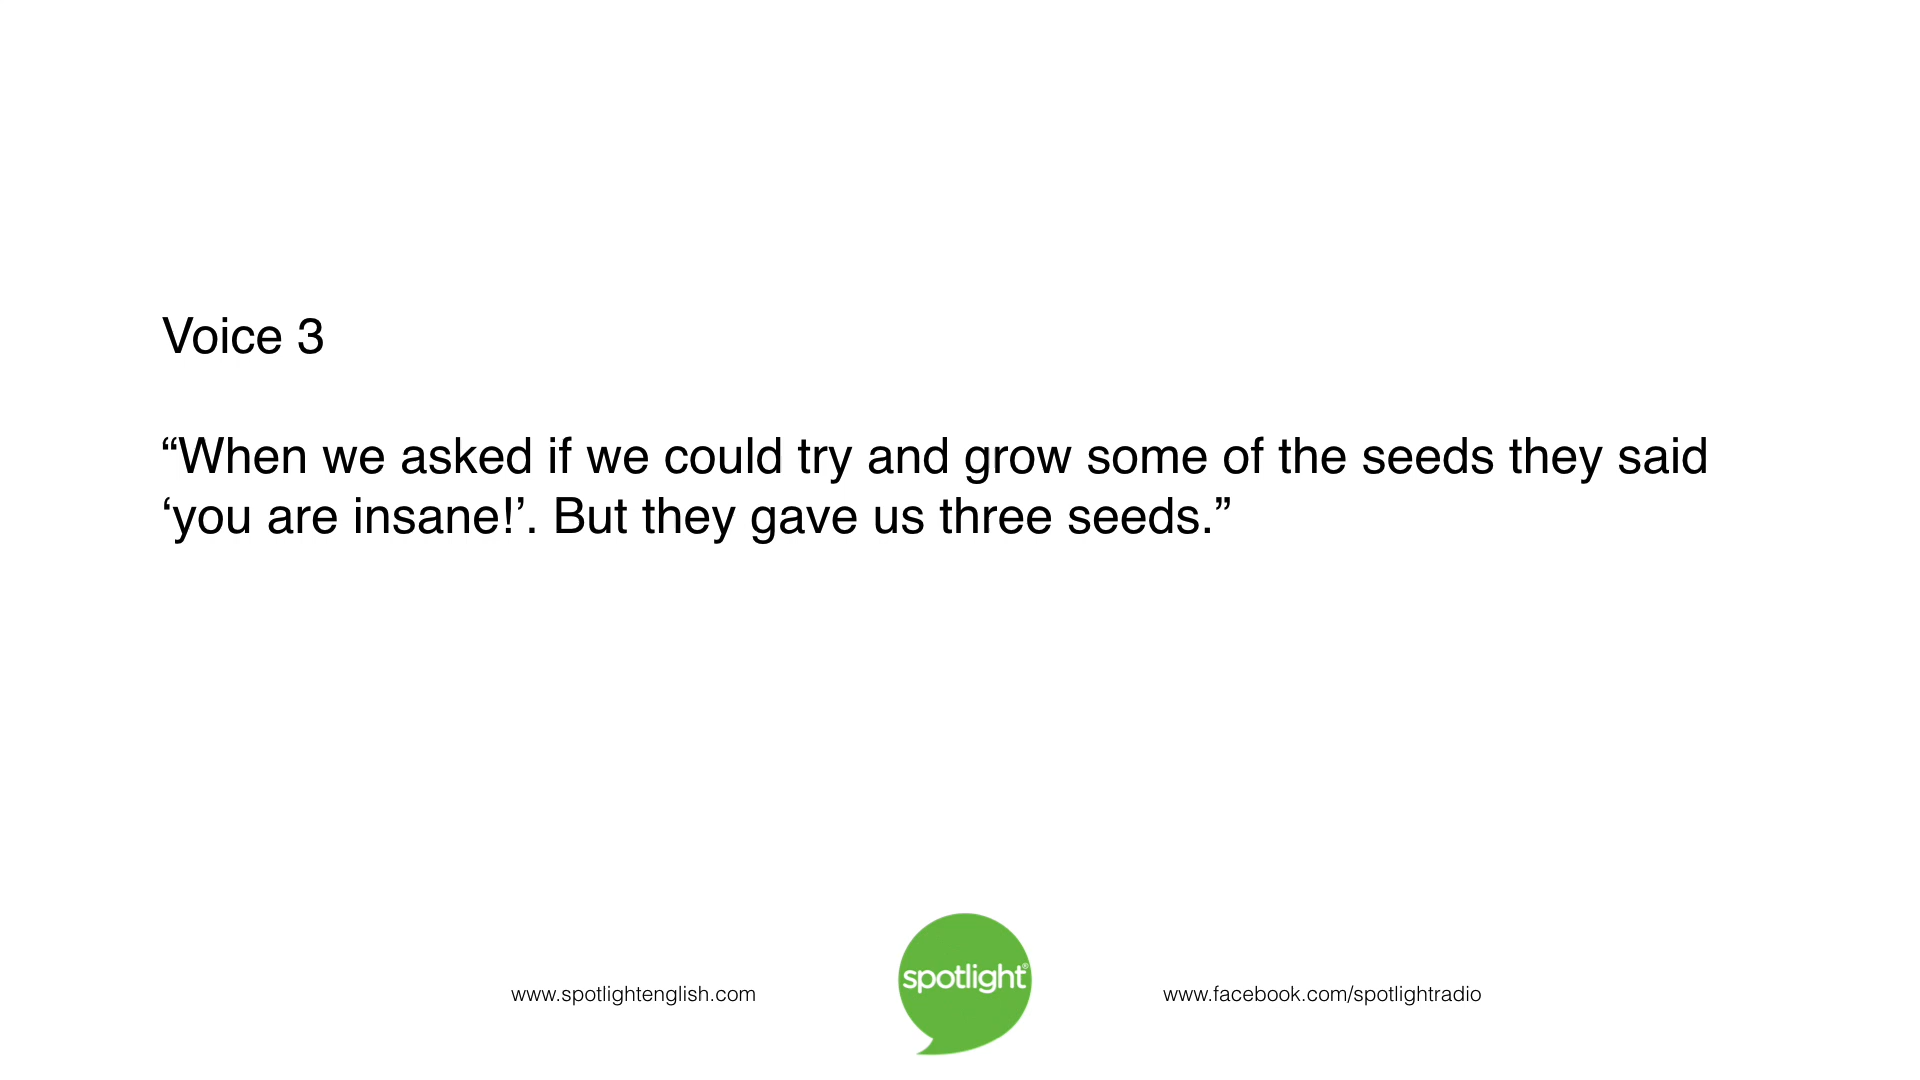 Voice 3
“When we asked if we could try and grow some of the seeds they said
‘you are insane!’. But they gave us three seeds.”
spotlight®
www.spotlightenglish.com
www.facebook.com/spotlightradio